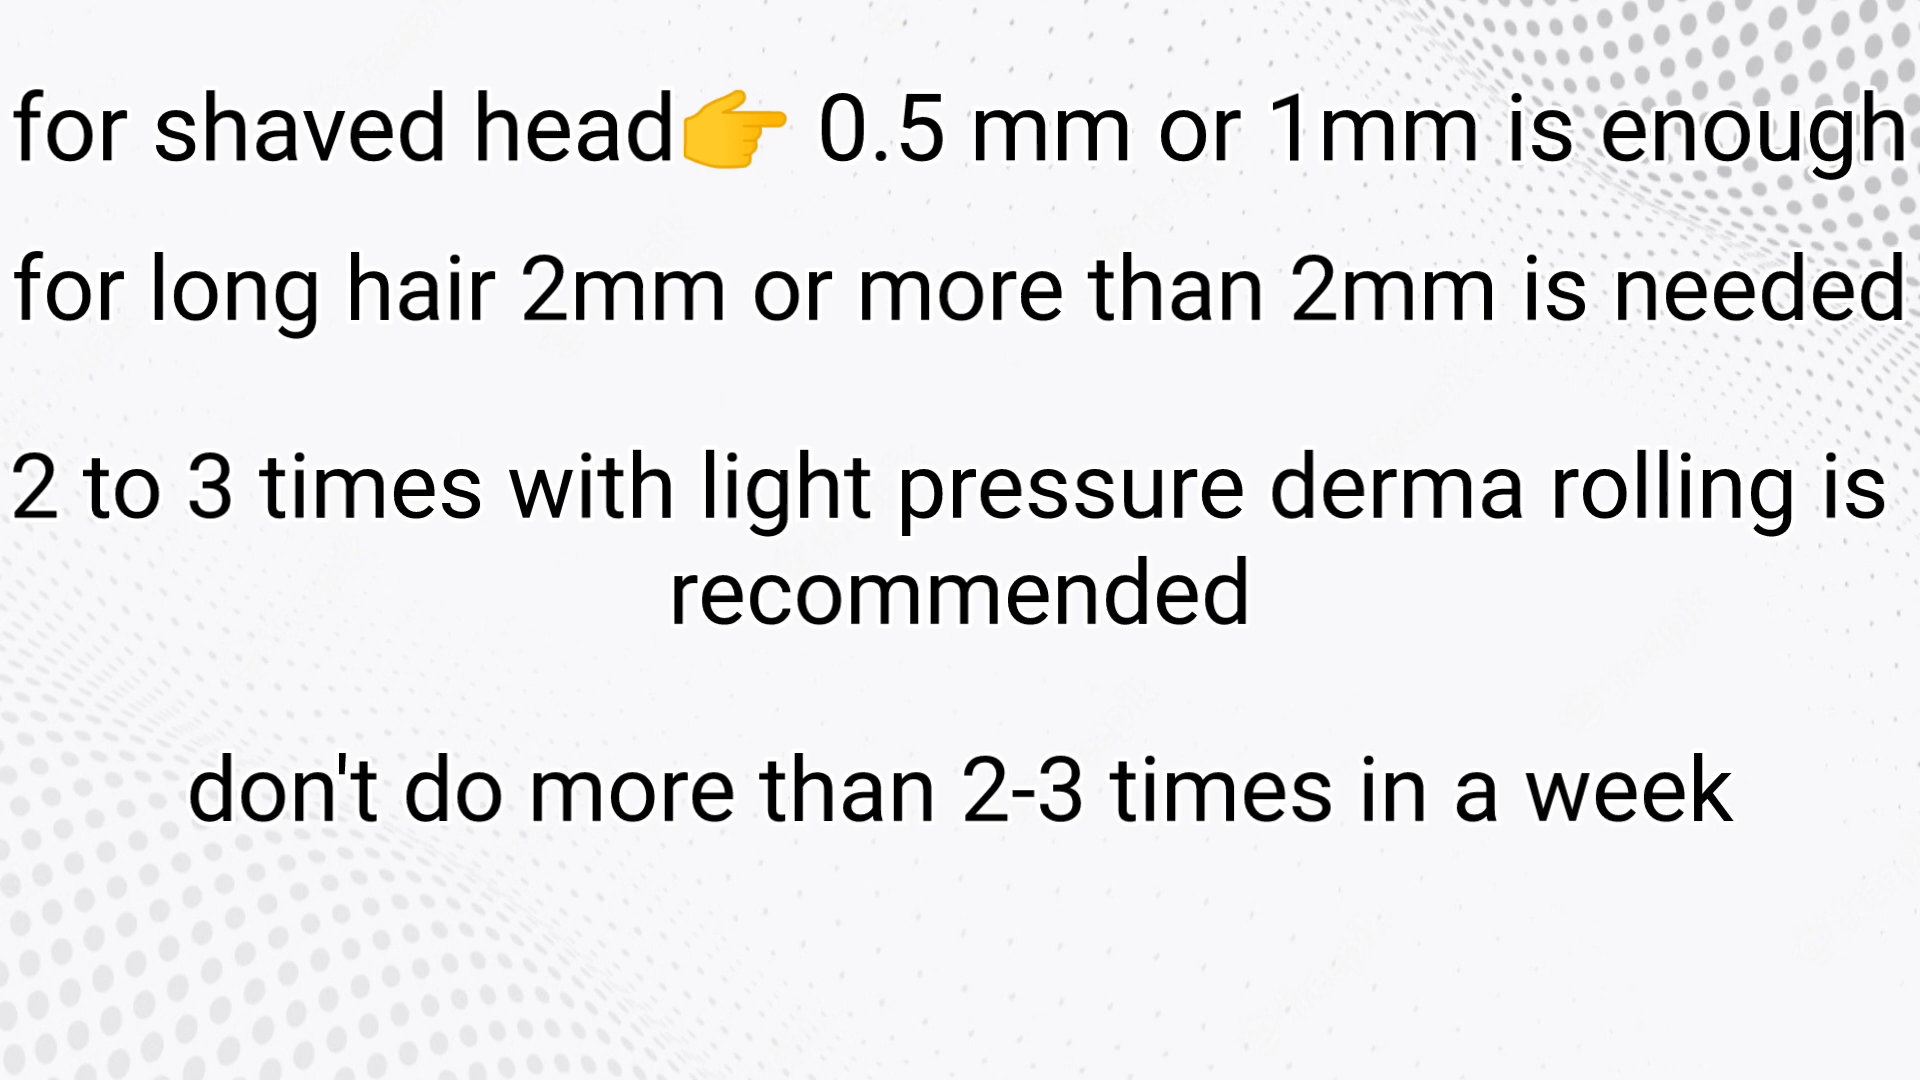 for shaved head👉 0.5 mm or 1mm is enough
for long hair 2mm or more than 2mm is needed
2 to 3 times with light pressure derma rolling is
recommended
don't do more than 2-3 times in a week